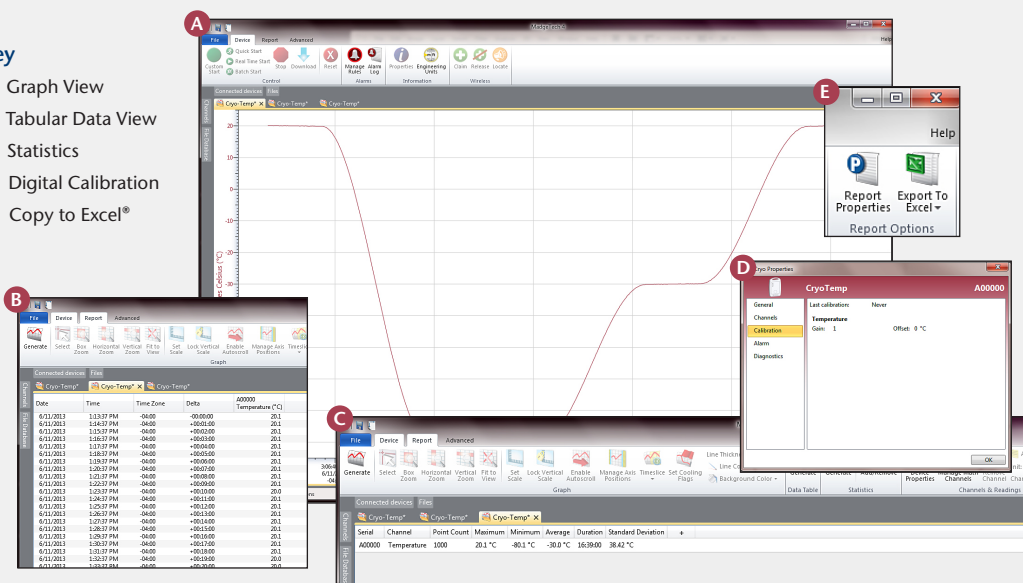 ey
Graph View
Tabular Data View
Statistics
Digital Calibration
Copy to Excel®
A
MadgeTech 4
File Device Report Advanced
Help
Custom Start
Quick Start
Real Time Start
Batch Start
Stop
Download
Reset
Manage Rules
Alarm Log
Properties
Engineering Units
Claim
Release
Locate
Control
Alarms
Information
Wireless
Connected devices Files
Cryo-Temp* Cryo-Temp* Cryo-Temp*
Channels
File Database
20
10
0
-10
-20
-30
es Celsius (°C)
E
Help
Report Properties
Export To Excel
Report Options
D
Cryo Properties
CryoTemp A00000
General
Channels
Calibration
Alarm
Diagnostics
Last calibration: Never
Temperature
Gain: 1 Offset: 0 °C
OK
B
File Device Report Advanced
Generate
Select
Box Zoom
Horizontal Zoom
Vertical Zoom
Fit to View
Set Scale
Lock Vertical Scale
Enable Autoscroll
Manage Axis Positions
Graph
Connected devices Files
Cryo-Temp* Cryo-Temp* Cryo-Temp*
Channels
File Database
Date Time Time Zone Delta A00000 Temperature (°C)
6/11/2013 1:13:37 PM -04:00 -00:00:00 20.1
6/11/2013 1:14:37 PM -04:00 +00:01:00 20.1
6/11/2013 1:15:37 PM -04:00 +00:02:00 20.1
6/11/2013 1:16:37 PM -04:00 +00:03:00 20.1
6/11/2013 1:17:37 PM -04:00 +00:04:00 20.1
6/11/2013 1:18:37 PM -04:00 +00:05:00 20.1
6/11/2013 1:19:37 PM -04:00 +00:06:00 20.1
6/11/2013 1:20:37 PM -04:00 +00:07:00 20.1
6/11/2013 1:21:37 PM -04:00 +00:08:00 20.1
6/11/2013 1:22:37 PM -04:00 +00:09:00 20.1
6/11/2013 1:23:37 PM -04:00 +00:10:00 20.0
6/11/2013 1:24:37 PM -04:00 +00:11:00 20.1
6/11/2013 1:25:37 PM -04:00 +00:12:00 20.1
6/11/2013 1:26:37 PM -04:00 +00:13:00 20.1
6/11/2013 1:27:37 PM -04:00 +00:14:00 20.1
6/11/2013 1:28:37 PM -04:00 +00:15:00 20.1
6/11/2013 1:29:37 PM -04:00 +00:16:00 20.1
6/11/2013 1:30:37 PM -04:00 +00:17:00 20.1
6/11/2013 1:31:37 PM -04:00 +00:18:00 20.1
6/11/2013 1:32:37 PM -04:00 +00:19:00 20.0
6/11/2013 1:33:37 PM -04:00 +00:20:00 20.0
C
File Device Report Advanced
Generate
Select
Box Zoom
Horizontal Zoom
Vertical Zoom
Fit to View
Set Scale
Lock Vertical Scale
Enable Autoscroll
Manage Axis Positions
Timeslice
Set Cooling Flags
Background Color
Graph
Data Table
Statistics
Properties
Channels
Channels & Readings
Connected devices Files
Cryo-Temp* Cryo-Temp* Cryo-Temp*
Channels
File Database
Serial Channel Point Count Maximum Minimum Average Duration Standard Deviation +
A00000 Temperature 1000 20.1 °C -80.1 °C -30.0 °C 16:39:00 38.42 °C